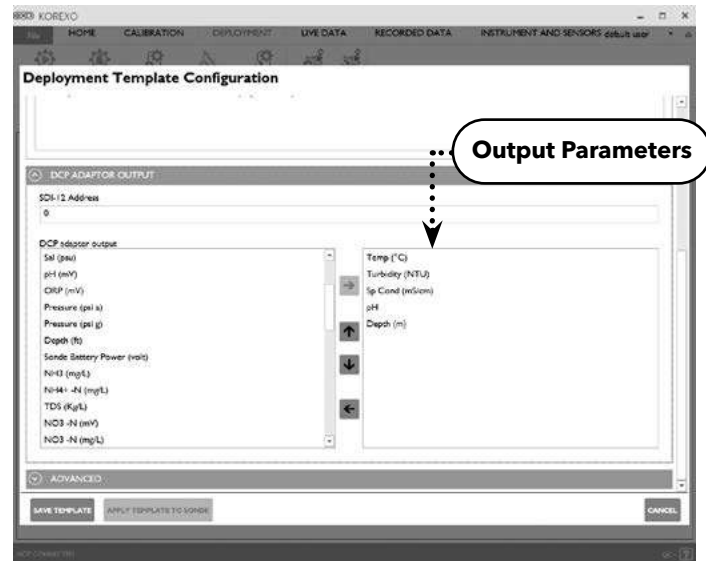 KOREXO
HOME CALIBRATION DEPLOYMENT LIVE DATA RECORDED DATA INSTRUMENT AND SENSORS default user
Deployment Template Configuration
Output Parameters
DCP ADAPTOR OUTPUT
SDI-12 Address
0
DCP adapter output
Sal (psu)
pH (mV)
ORP (mV)
Pressure (psi a)
Pressure (psi g)
Depth (ft)
Sonde Battery Power (volt)
NH3 (mg/L)
NH4+ -N (mg/L)
TDS (Kg/L)
NO3 -N (mV)
NO3 -N (mg/L)
Temp (°C)
Turbidity (NTU)
Sp Cond (mS/cm)
pH
Depth (m)
ADVANCED
SAVE TEMPLATE APPLY TEMPLATE TO SONDE CANCEL